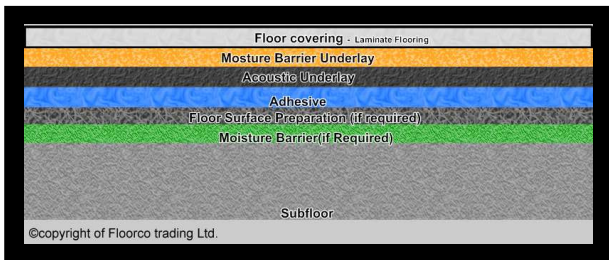 Floor covering - Laminate Flooring
Mosture Barrier Underlay
Acoustic Underlay
Adhesive
Floor Surface Preparation (if required)
Moisture Barrier(if Required)
Subfloor
©copyright of Floorco trading Ltd.